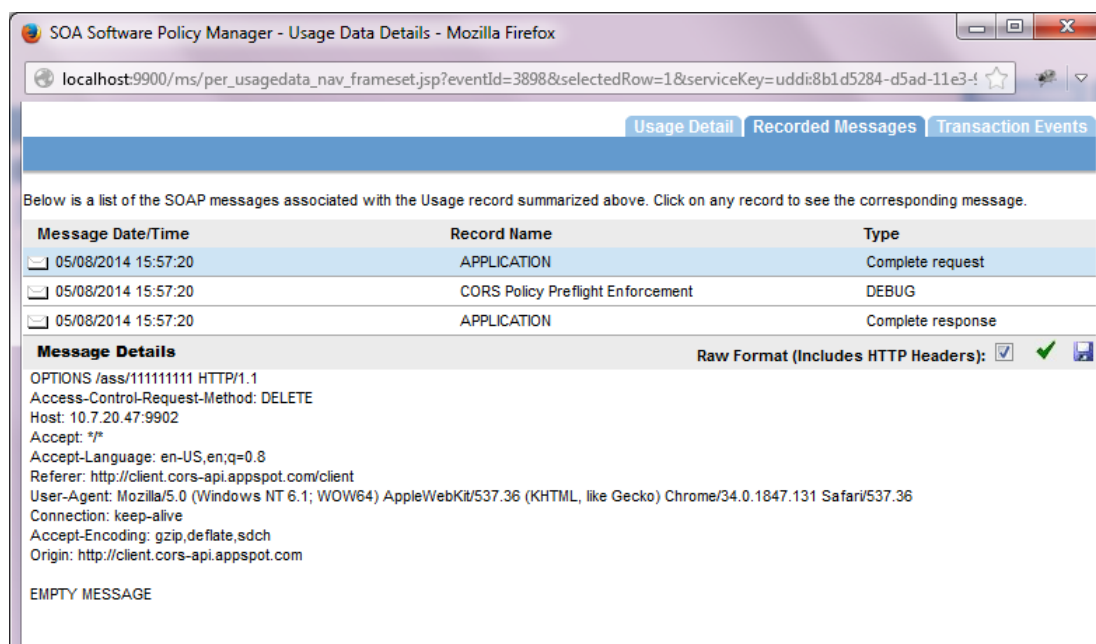 SOA Software Policy Manager - Usage Data Details - Mozilla Firefox
localhost:9900/ms/per_usagedata_nav_frameset.jsp?eventId=3898&selectedRow=1&serviceKey=uddi:8b1d5284-d5ad-11e3-
Usage Detail Recorded Messages Transaction Events
Below is a list of the SOAP messages associated with the Usage record summarized above. Click on any record to see the corresponding message.
Message Date/Time Record Name Type
05/08/2014 15:57:20 APPLICATION Complete request
05/08/2014 15:57:20 CORS Policy Preflight Enforcement DEBUG
05/08/2014 15:57:20 APPLICATION Complete response
Message Details Raw Format (Includes HTTP Headers):
OPTIONS /ass/111111111 HTTP/1.1
Access-Control-Request-Method: DELETE
Host: 10.7.20.47:9902
Accept: */*
Accept-Language: en-US,en;q=0.8
Referer: http://client.cors-api.appspot.com/client
User-Agent: Mozilla/5.0 (Windows NT 6.1; WOW64) AppleWebKit/537.36 (KHTML, like Gecko) Chrome/34.0.1847.131 Safari/537.36
Connection: keep-alive
Accept-Encoding: gzip,deflate,sdch
Origin: http://client.cors-api.appspot.com
EMPTY MESSAGE